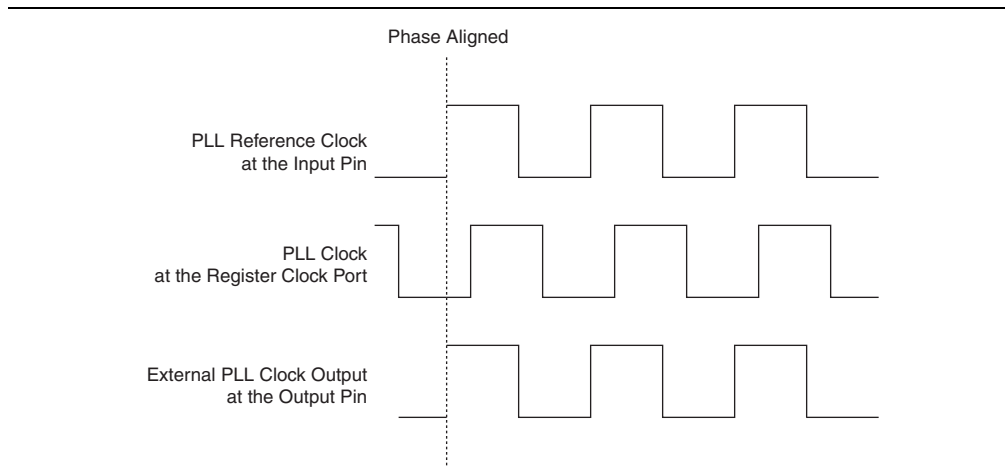 Phase Aligned
PLL Reference Clock
at the Input Pin
PLL Clock
at the Register Clock Port
External PLL Clock Output
at the Output Pin